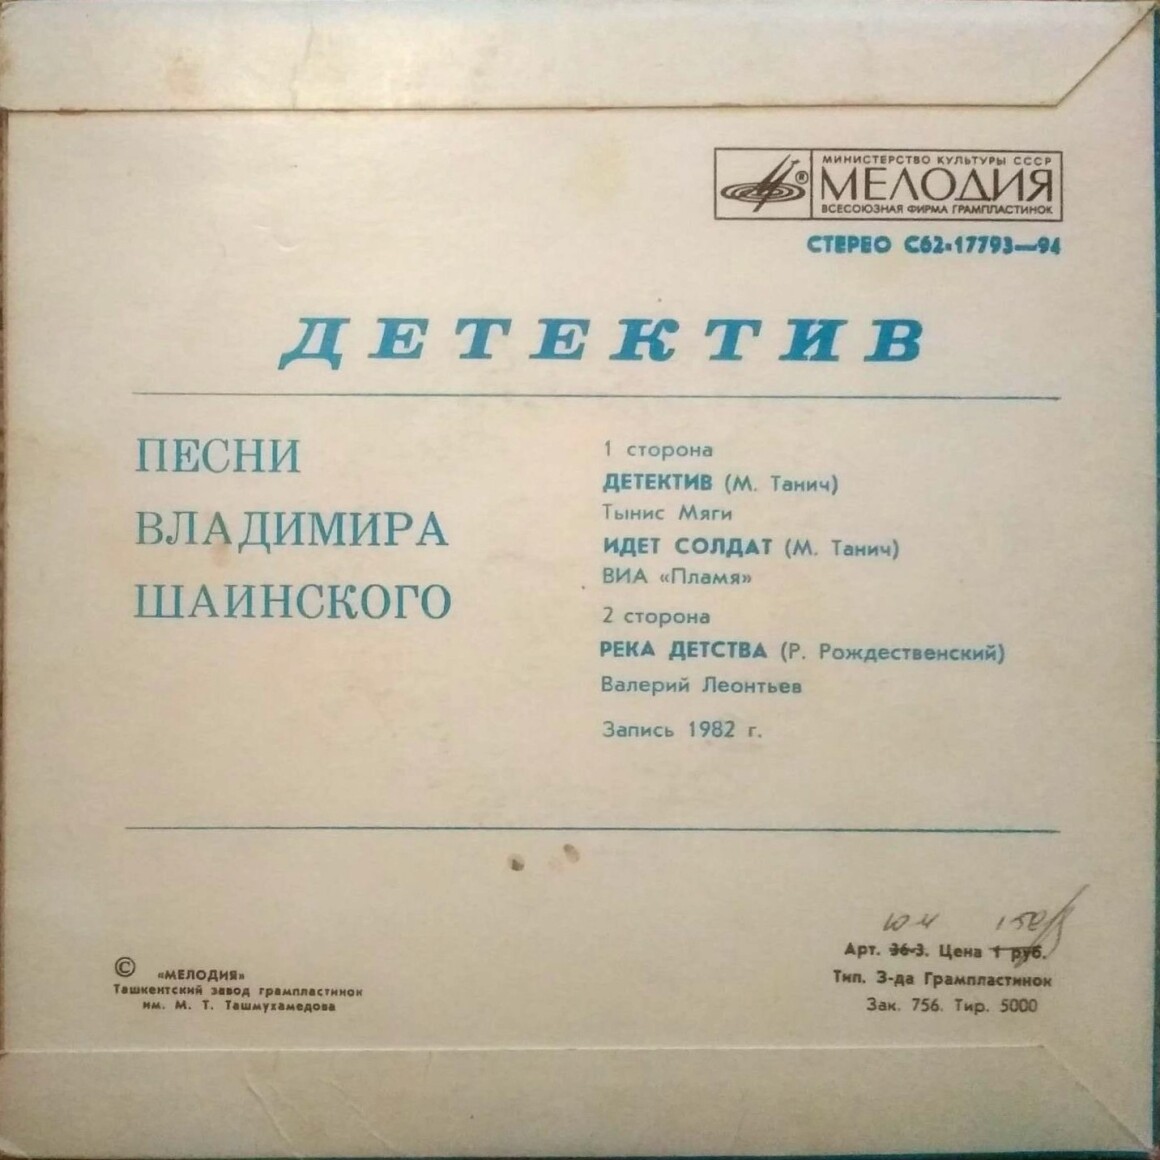 МИНИСТЕРСТВО КУЛЬТУРЫ СССР
МЕЛОДИЯ
ВСЕСОЮЗНАЯ ФИРМА ГРАМПЛАСТИНОК
СТЕРЕО С62-17793—94
ДЕТЕКТИВ
ПЕСНИ
ВЛАДИМИРА
ШАИНСКОГО
1 сторона
ДЕТЕКТИВ (М. Танич)
Тынис Мяги
ИДЕТ СОЛДАТ (М. Танич)
ВИА «Пламя»
2 сторона
РЕКА ДЕТСТВА (Р. Рождественский)
Валерий Леонтьев
Запись 1982 г.
© «МЕЛОДИЯ»
Ташкентский завод грампластинок
им. М. Т. Ташмухамедова
Арт. 36-3. Цена 1 руб.
Тип. З-да Грампластинок
Зак. 756. Тир. 5000